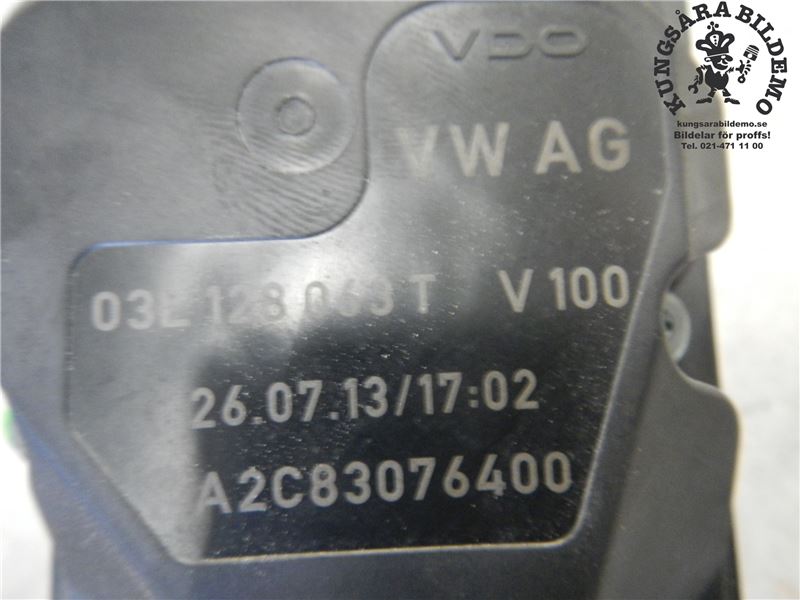 VDO
KUNGSÅRA BILDEMO
kungsarabildemo.se
Bildelar för proffs!
Tel. 021-471 11 00
VW AG
03L 128 063 T V 100
26.07.13/17:02
A2C83076400